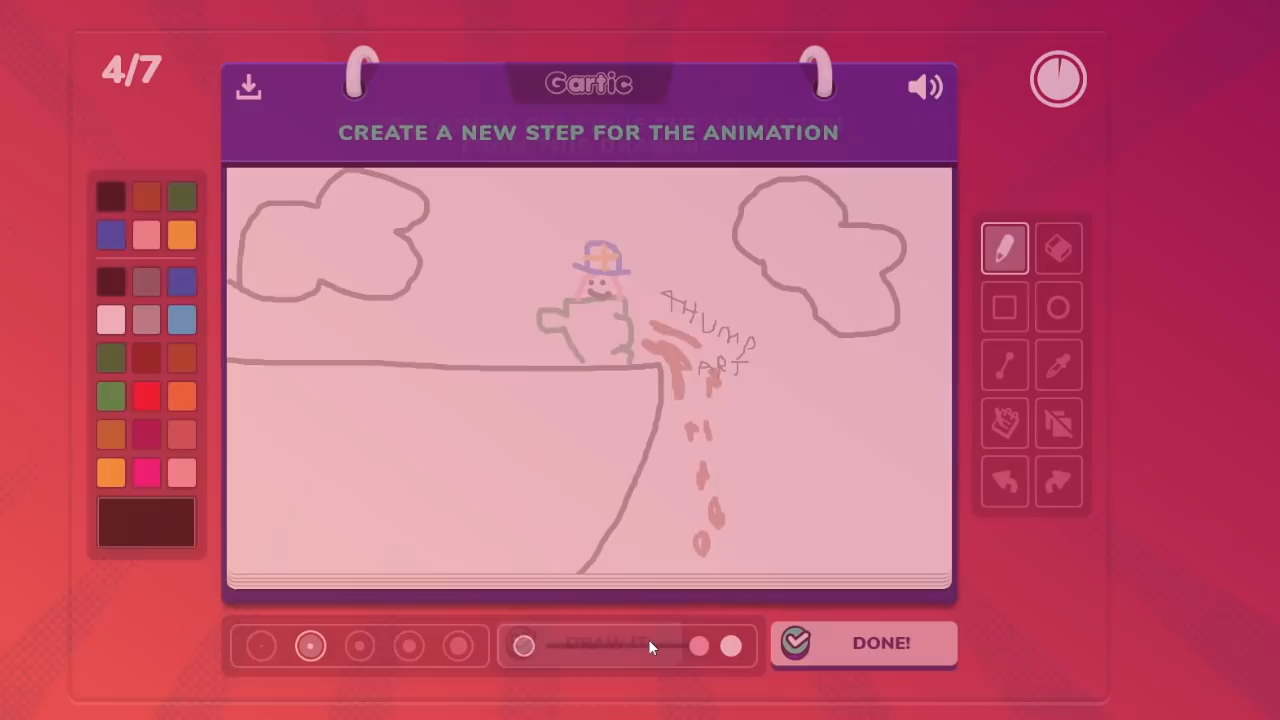 4/7
Gartic
CREATE A NEW STEP FOR THE ANIMATION
THUMP
ART
DONE!